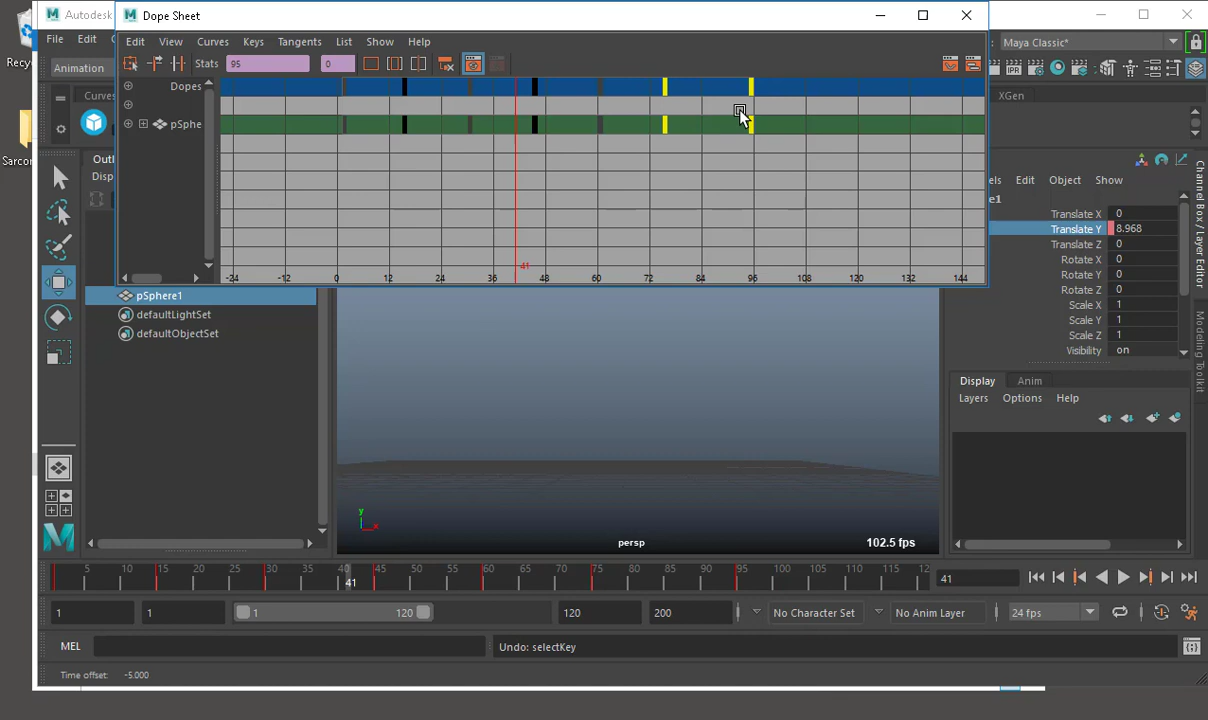 Dope Sheet
Autodesk
Recy
File Edit
Edit View Curves Keys Tangents List Show Help
Maya Classic*
Stats 95 0
Animation
IPR
Dopes
Curves
XGen
pSphe
Sarcon
Outl
Disp
els Edit Object Show
e1
Translate X 0
Translate Y 8.968
Translate Z 0
Rotate X 0
Rotate Y 0
Rotate Z 0
Scale X 1
Scale Y 1
Scale Z 1
Visibility on
Channel Box / Layer Editor
Modeling Toolkit
41
-24 -12 0 12 24 36 48 60 72 84 96 108 120 132 144
pSphere1
defaultLightSet
defaultObjectSet
Display Anim
Layers Options Help
y
x
persp
102.5 fps
5 10 15 20 25 30 35 40 45 50 55 60 65 70 75 80 85 90 95 100 105 110 115 12
41
41
1 1 1 120 120 200 No Character Set No Anim Layer 24 fps
MEL
Undo: selectKey
Time offset: -5.000